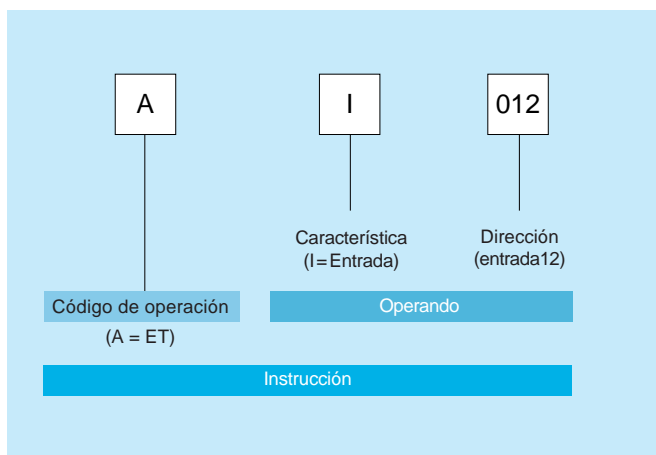 A
I
012
Característica
(I=Entrada)
Dirección
(entrada12)
Código de operación
Operando
(A = ET)
Instrucción